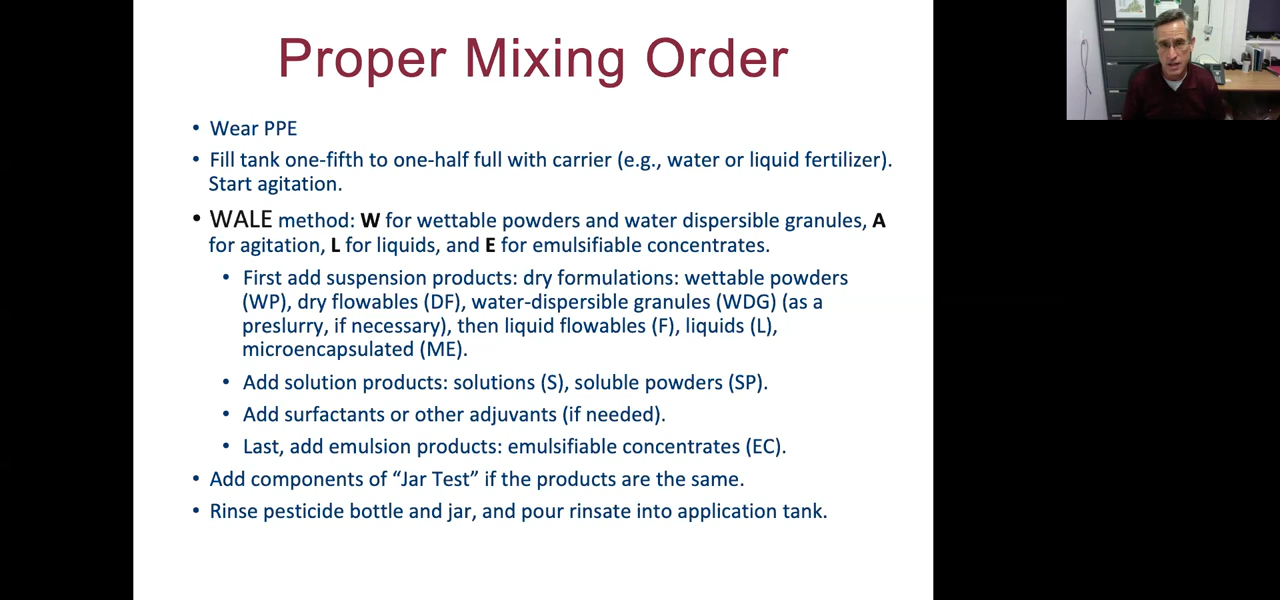 Proper Mixing Order
• Wear PPE
• Fill tank one-fifth to one-half full with carrier (e.g., water or liquid fertilizer).
Start agitation.
• WALE method: W for wettable powders and water dispersible granules, A
for agitation, L for liquids, and E for emulsifiable concentrates.
• First add suspension products: dry formulations: wettable powders
(WP), dry flowables (DF), water-dispersible granules (WDG) (as a
preslurry, if necessary), then liquid flowables (F), liquids (L),
microencapsulated (ME).
• Add solution products: solutions (S), soluble powders (SP).
• Add surfactants or other adjuvants (if needed).
• Last, add emulsion products: emulsifiable concentrates (EC).
• Add components of “Jar Test” if the products are the same.
• Rinse pesticide bottle and jar, and pour rinsate into application tank.